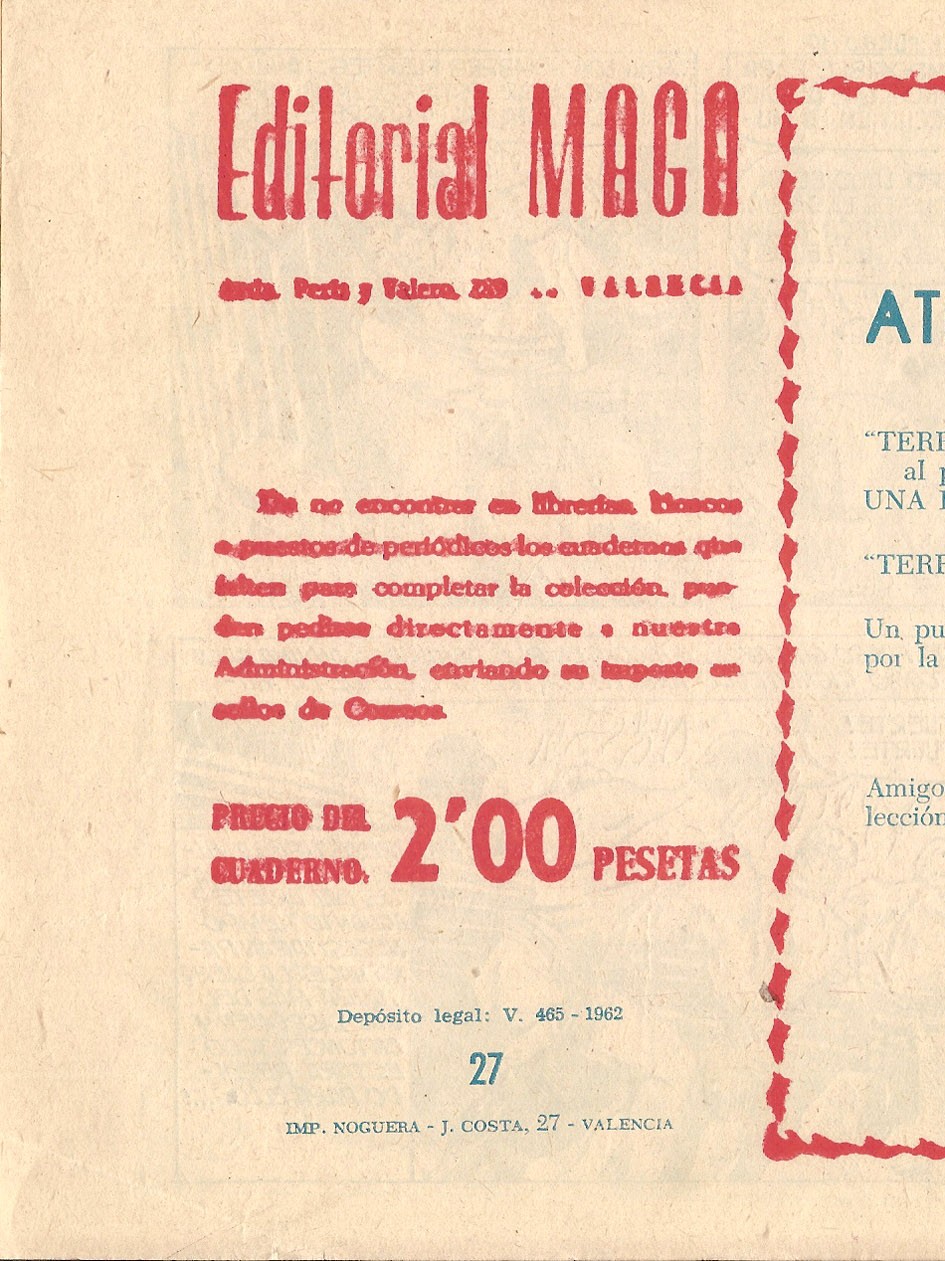 Editorial MAGA
Avda. Peris y Valero, - VALENCIA
De no encontrar en librerías, kioscos
o puestos de periódicos los cuadernos que
falten para completar la colección, pue-
den pedirse directamente a nuestra
Administración, enviando su importe en
sellos de Correos.
PRECIO DEL
CUADERNO: 2'00 PESETAS
Depósito legal: V. 465 - 1962
27
IMP. NOGUERA - J. COSTA, 27 - VALENCIA
AT
“TERR
al p
UNA
“TERR
Un pu
por la
Amigo
lección